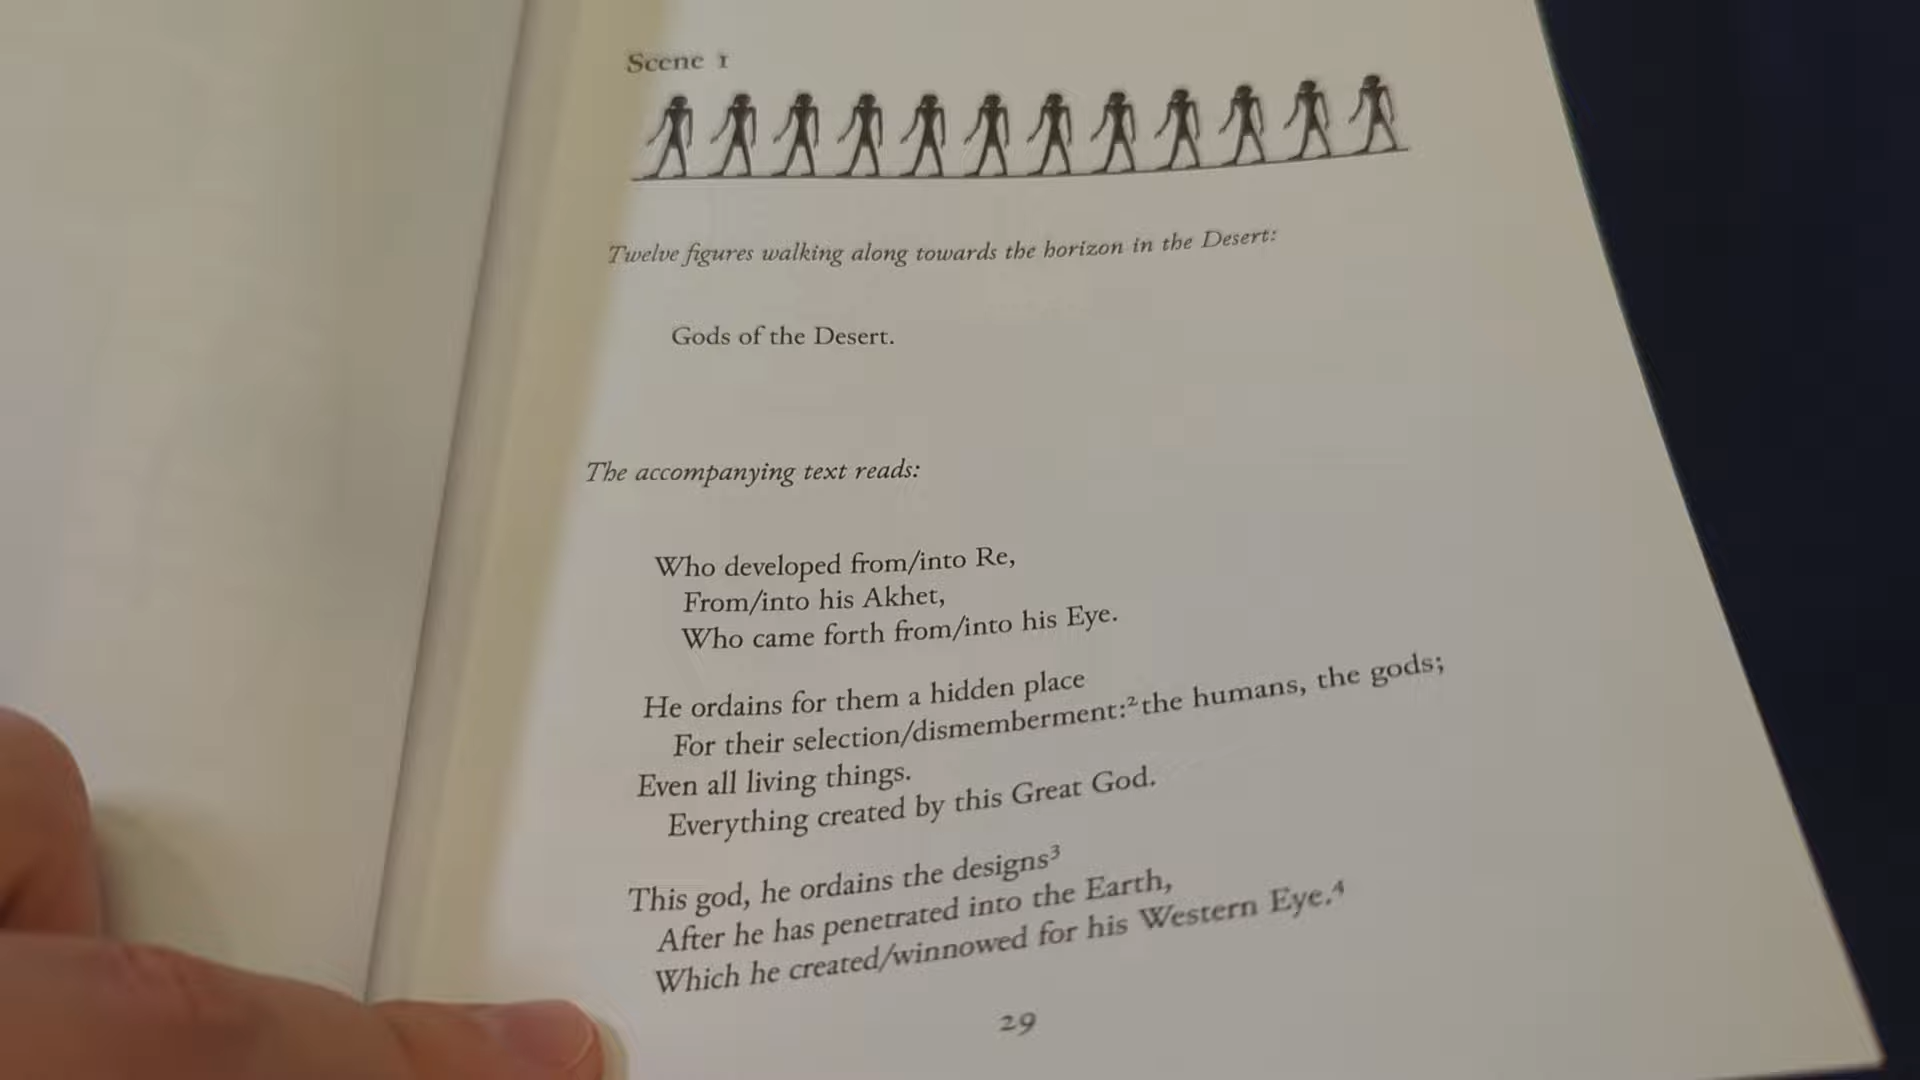 Scene 1
Twelve figures walking along towards the horizon in the Desert:
Gods of the Desert.
The accompanying text reads:
Who developed from/into Re,
From/into his Akhet,
Who came forth from/into his Eye.
He ordains for them a hidden place
For their selection/dismemberment:² the humans, the gods;
Even all living things.
Everything created by this Great God.
This god, he ordains the designs³
After he has penetrated into the Earth,
Which he created/winnowed for his Western Eye.⁴
29